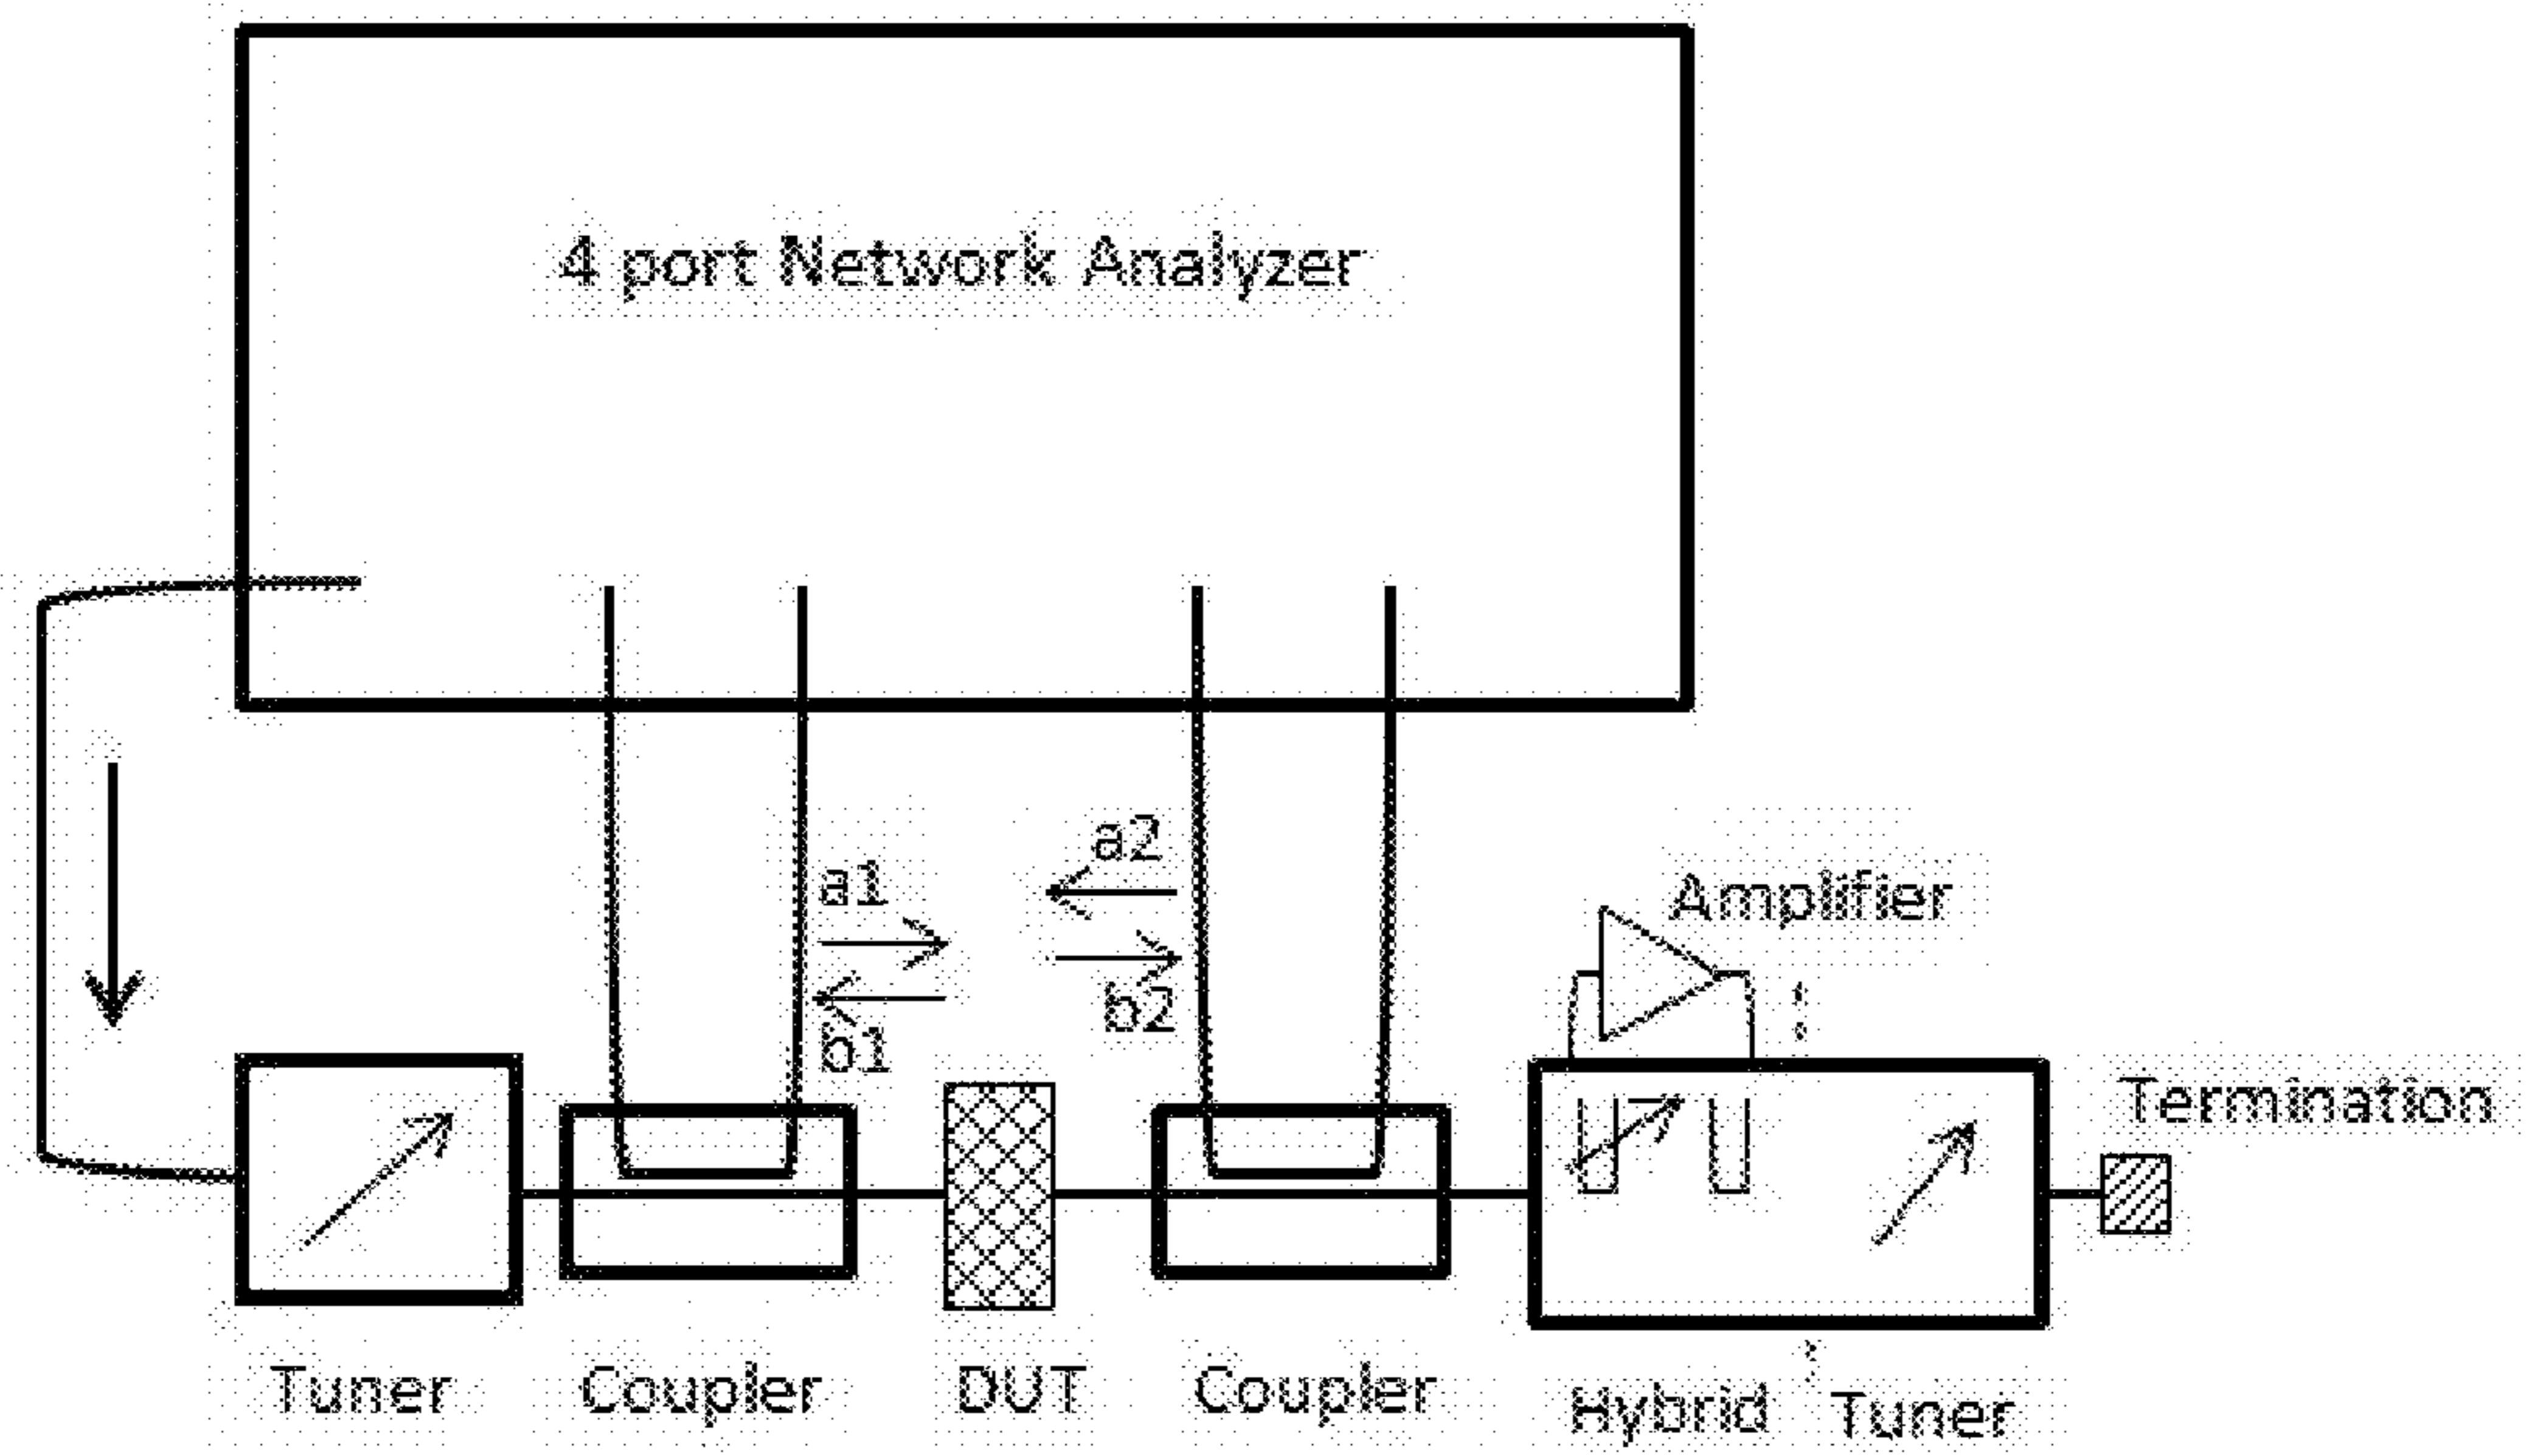 4 port Network Analyzer
a2
a1
Amplifier
b2
b1
Termination
Tuner
Coupler
DUT
Coupler
Hybrid Tuner